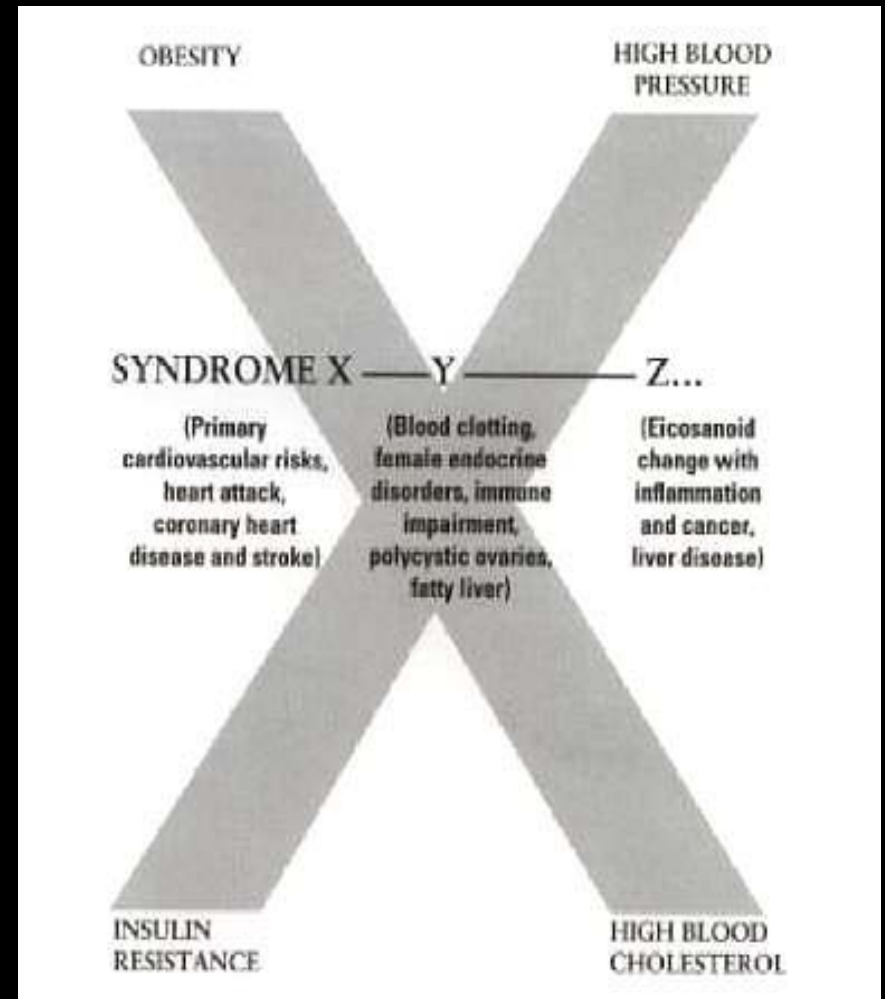 OBESITY
HIGH BLOOD
PRESSURE
SYNDROME X — Y — Z...
(Primary
cardiovascular risks,
heart attack,
coronary heart
disease and stroke)
(Blood clotting,
female endocrine
disorders, immune
impairment,
polycystic ovaries,
fatty liver)
(Eicosanoid
change with
inflammation
and cancer,
liver disease)
INSULIN
RESISTANCE
HIGH BLOOD
CHOLESTEROL